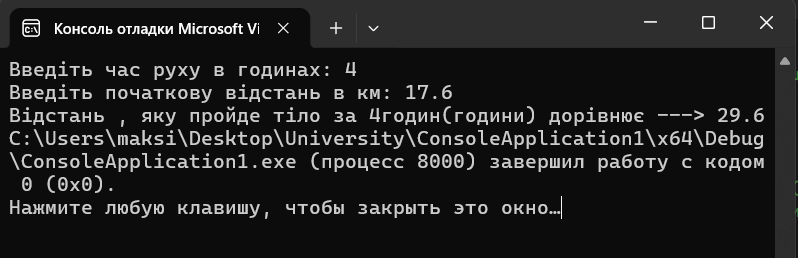 Консоль отладки Microsoft Vi
Введіть час руху в годинах: 4
Введіть початкову відстань в км: 17.6
Відстань , яку пройде тіло за 4годин(години) дорівнює ---> 29.6
C:\Users\maksi\Desktop\University\ConsoleApplication1\x64\Debug
\ConsoleApplication1.exe (процесс 8000) завершил работу с кодом
 0 (0x0).
Нажмите любую клавишу, чтобы закрыть это окно…